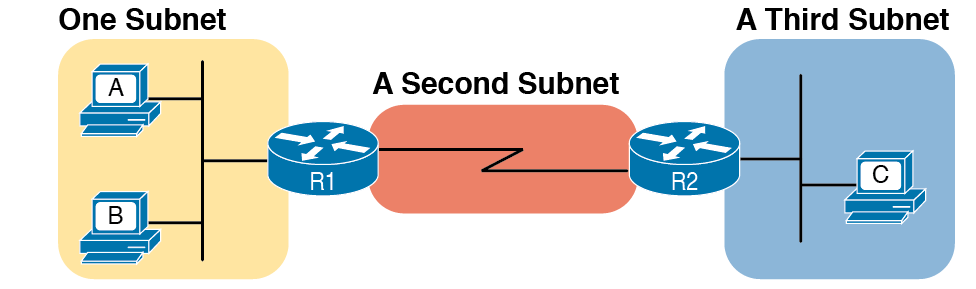 One Subnet
A Third Subnet
A Second Subnet
A
B
R1
R2
C